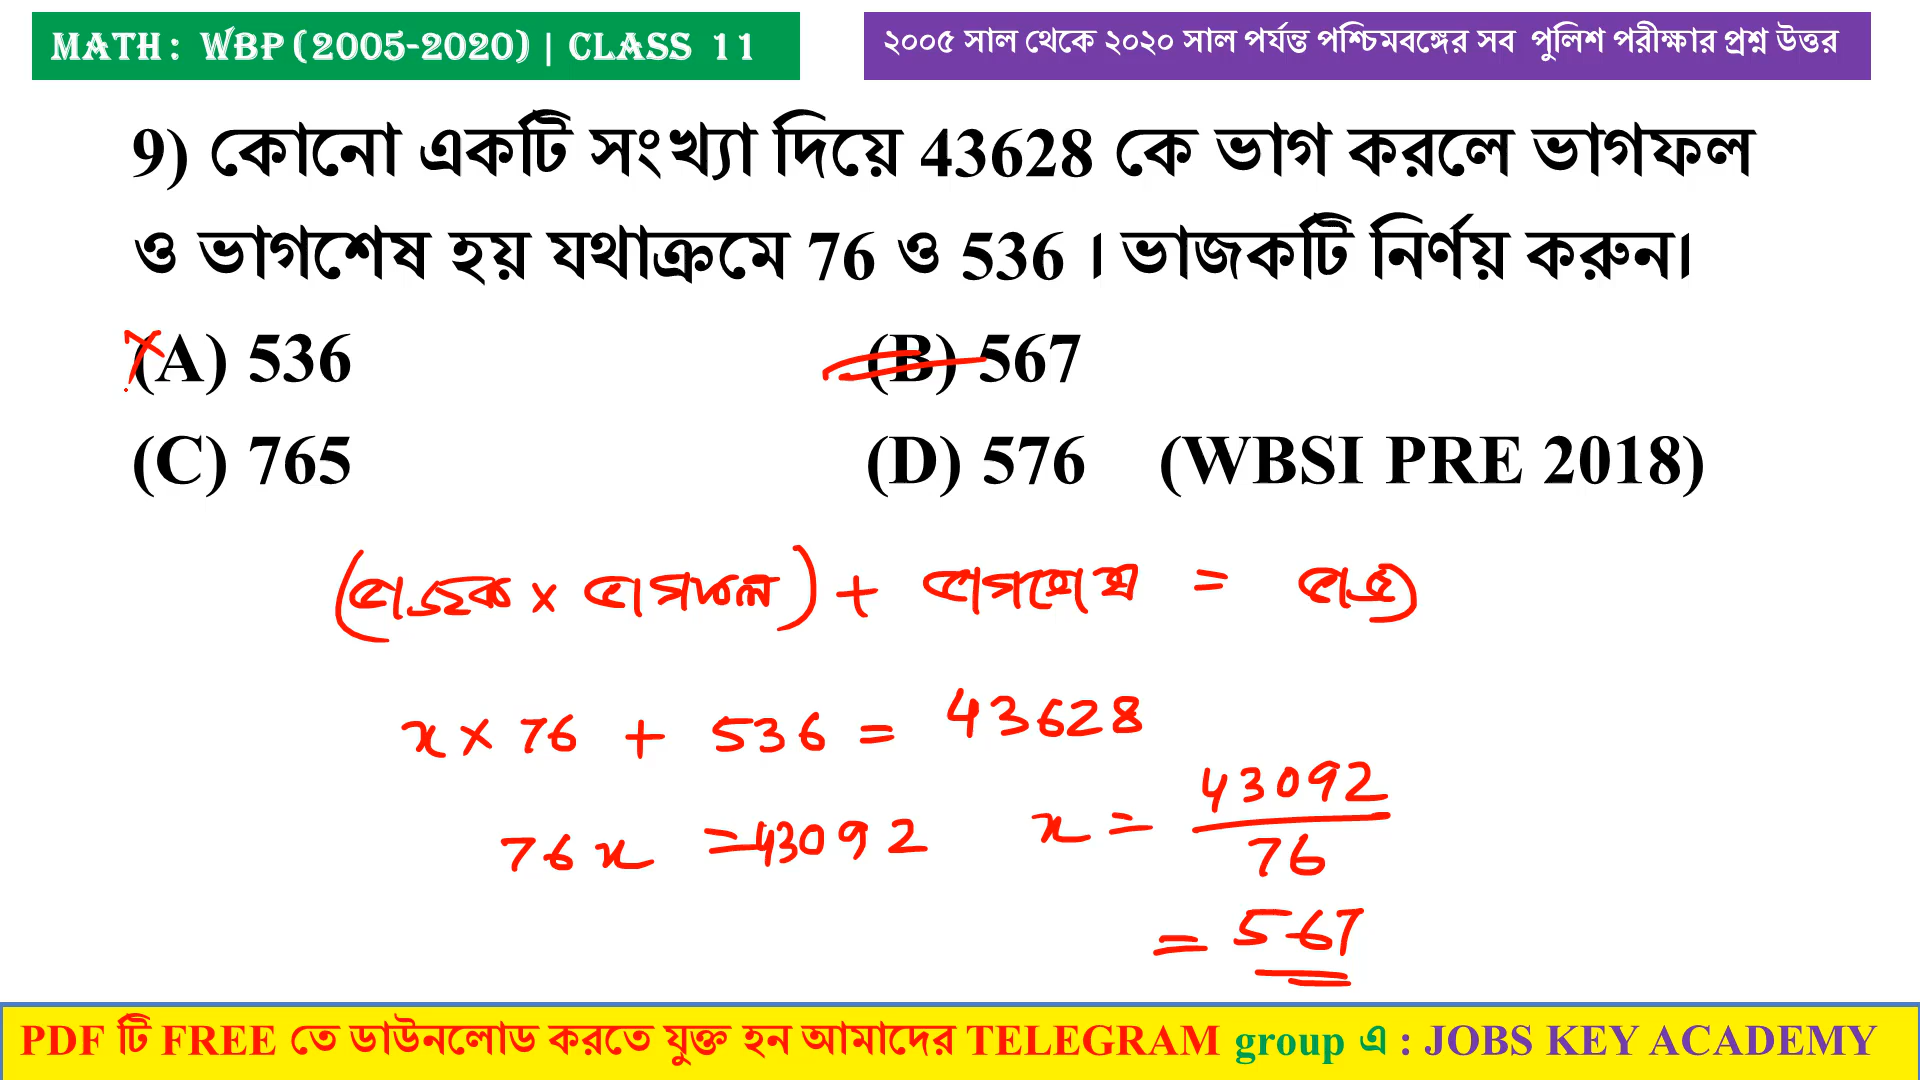 MATH : WBP (2005-2020) | CLASS 11
২০০৫ সাল থেকে ২০২০ সাল পর্যন্ত পশ্চিমবঙ্গের সব পুলিশ পরীক্ষার প্রশ্ন উত্তর
9) কোনো একটি সংখ্যা দিয়ে 43628 কে ভাগ করলে ভাগফল
ও ভাগশেষ হয় যথাক্রমে 76 ও 536 । ভাজকটি নির্ণয় করুন।
(A) 536 (B) 567
(C) 765 (D) 576 (WBSI PRE 2018)
(ভাজক × ভাগফল) + ভাগশেষ = ভাজ্য
x × 76 + 536 = 43628
76x = 43092
x = 43092/76
= 567
PDF টি FREE তে ডাউনলোড করতে যুক্ত হন আমাদের TELEGRAM group এ : JOBS KEY ACADEMY